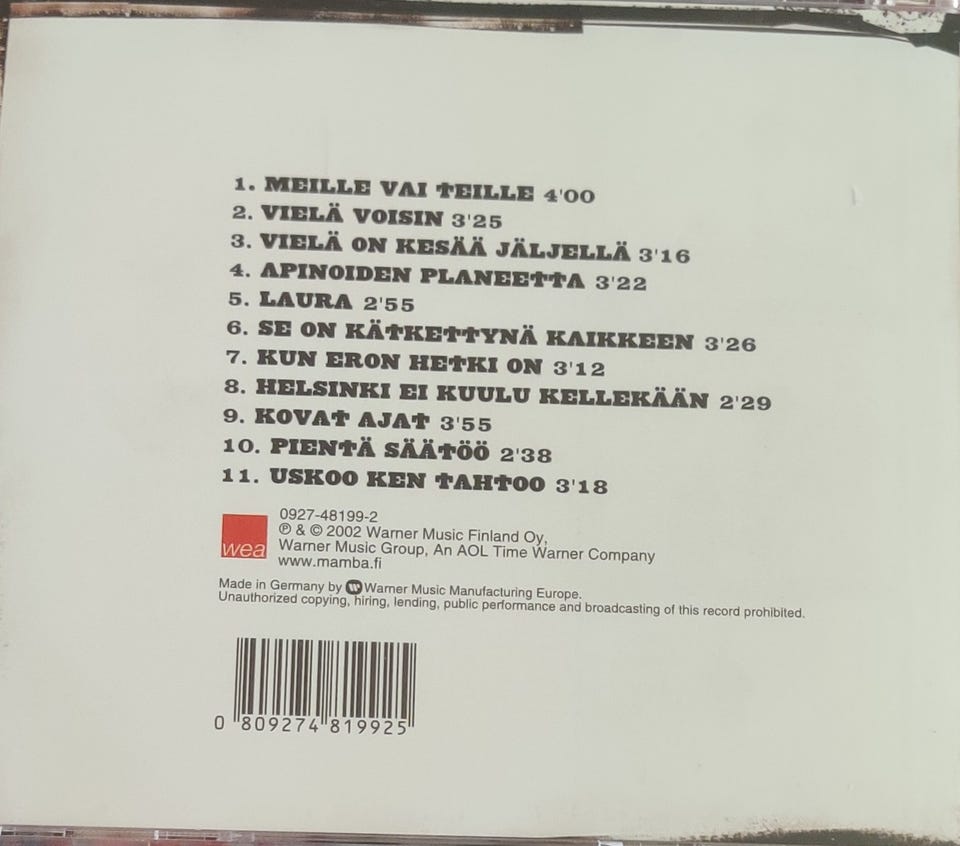 1. MEILLE VAI TEILLE 4'00
2. VIELÄ VOISIN 3'25
3. VIELÄ ON KESÄÄ JÄLJELLÄ 3'16
4. APINOIDEN PLANEETTA 3'22
5. LAURA 2'55
6. SE ON KÄTKETTYNÄ KAIKKEEN 3'26
7. KUN ERON HETKI ON 3'12
8. HELSINKI EI KUULU KELLEKÄÄN 2'29
9. KOVAT AJAT 3'55
10. PIENTÄ SÄÄTÖÖ 2'38
11. USKOO KEN TAHTOO 3'18
wea
0927-48199-2
℗ & © 2002 Warner Music Finland Oy,
Warner Music Group, An AOL Time Warner Company
www.mamba.fi
Made in Germany by Warner Music Manufacturing Europe.
Unauthorized copying, hiring, lending, public performance and broadcasting of this record prohibited.
0 809274 819925